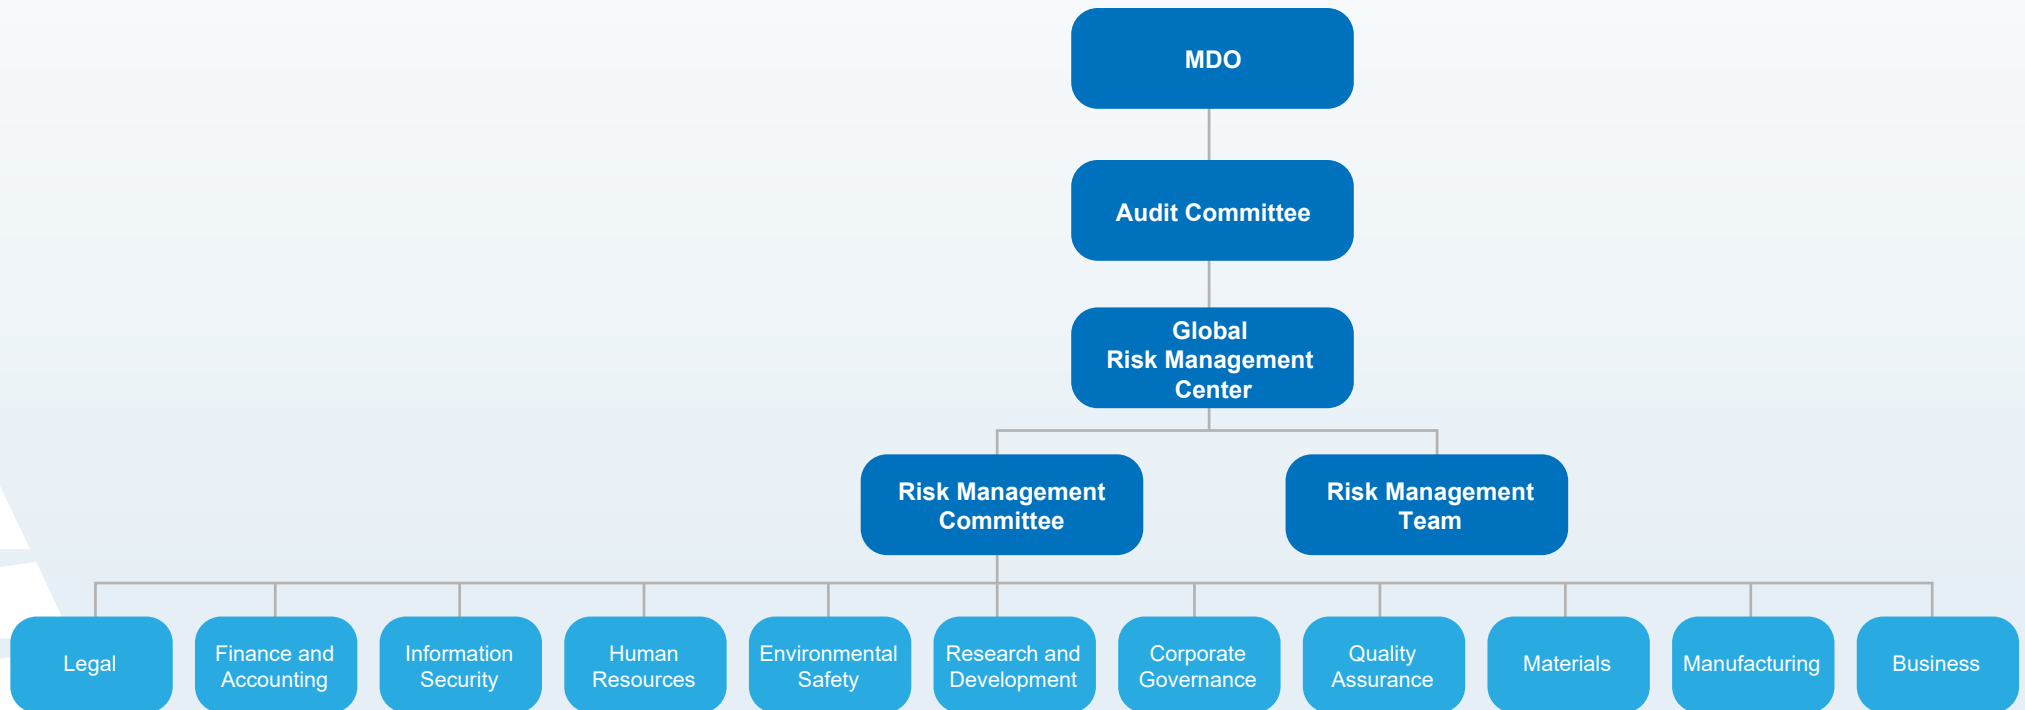 MDO
Audit Committee
Global
Risk Management
Center
Risk Management
Committee
Risk Management
Team
Legal
Finance and
Accounting
Information
Security
Human
Resources
Environmental
Safety
Research and
Development
Corporate
Governance
Quality
Assurance
Materials
Manufacturing
Business